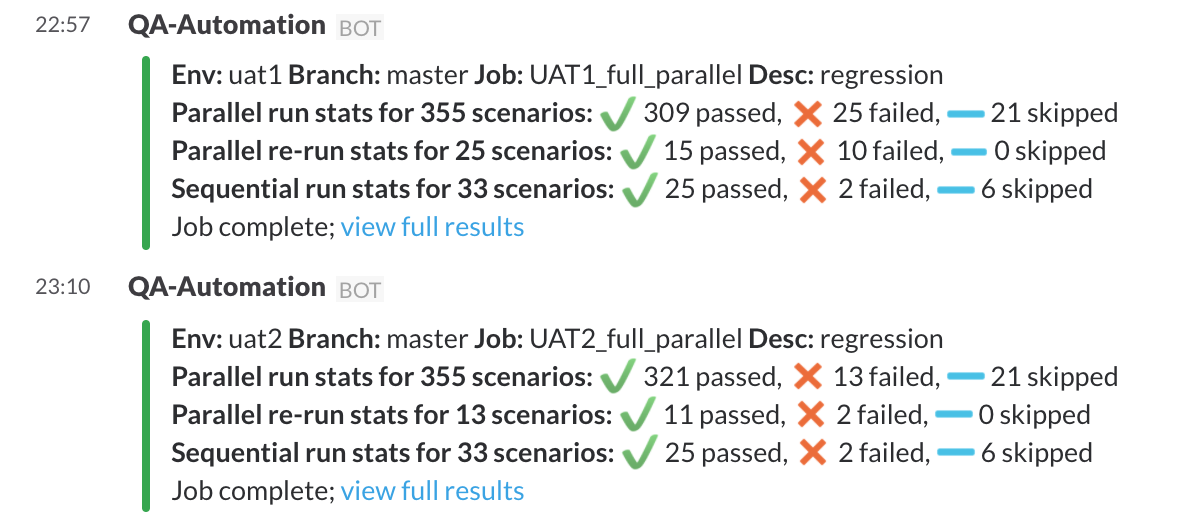 22:57 QA-Automation BOT
Env: uat1 Branch: master Job: UAT1_full_parallel Desc: regression
Parallel run stats for 355 scenarios: ✔ 309 passed, ❌ 25 failed, ➖ 21 skipped
Parallel re-run stats for 25 scenarios: ✔ 15 passed, ❌ 10 failed, ➖ 0 skipped
Sequential run stats for 33 scenarios: ✔ 25 passed, ❌ 2 failed, ➖ 6 skipped
Job complete; view full results
23:10 QA-Automation BOT
Env: uat2 Branch: master Job: UAT2_full_parallel Desc: regression
Parallel run stats for 355 scenarios: ✔ 321 passed, ❌ 13 failed, ➖ 21 skipped
Parallel re-run stats for 13 scenarios: ✔ 11 passed, ❌ 2 failed, ➖ 0 skipped
Sequential run stats for 33 scenarios: ✔ 25 passed, ❌ 2 failed, ➖ 6 skipped
Job complete; view full results